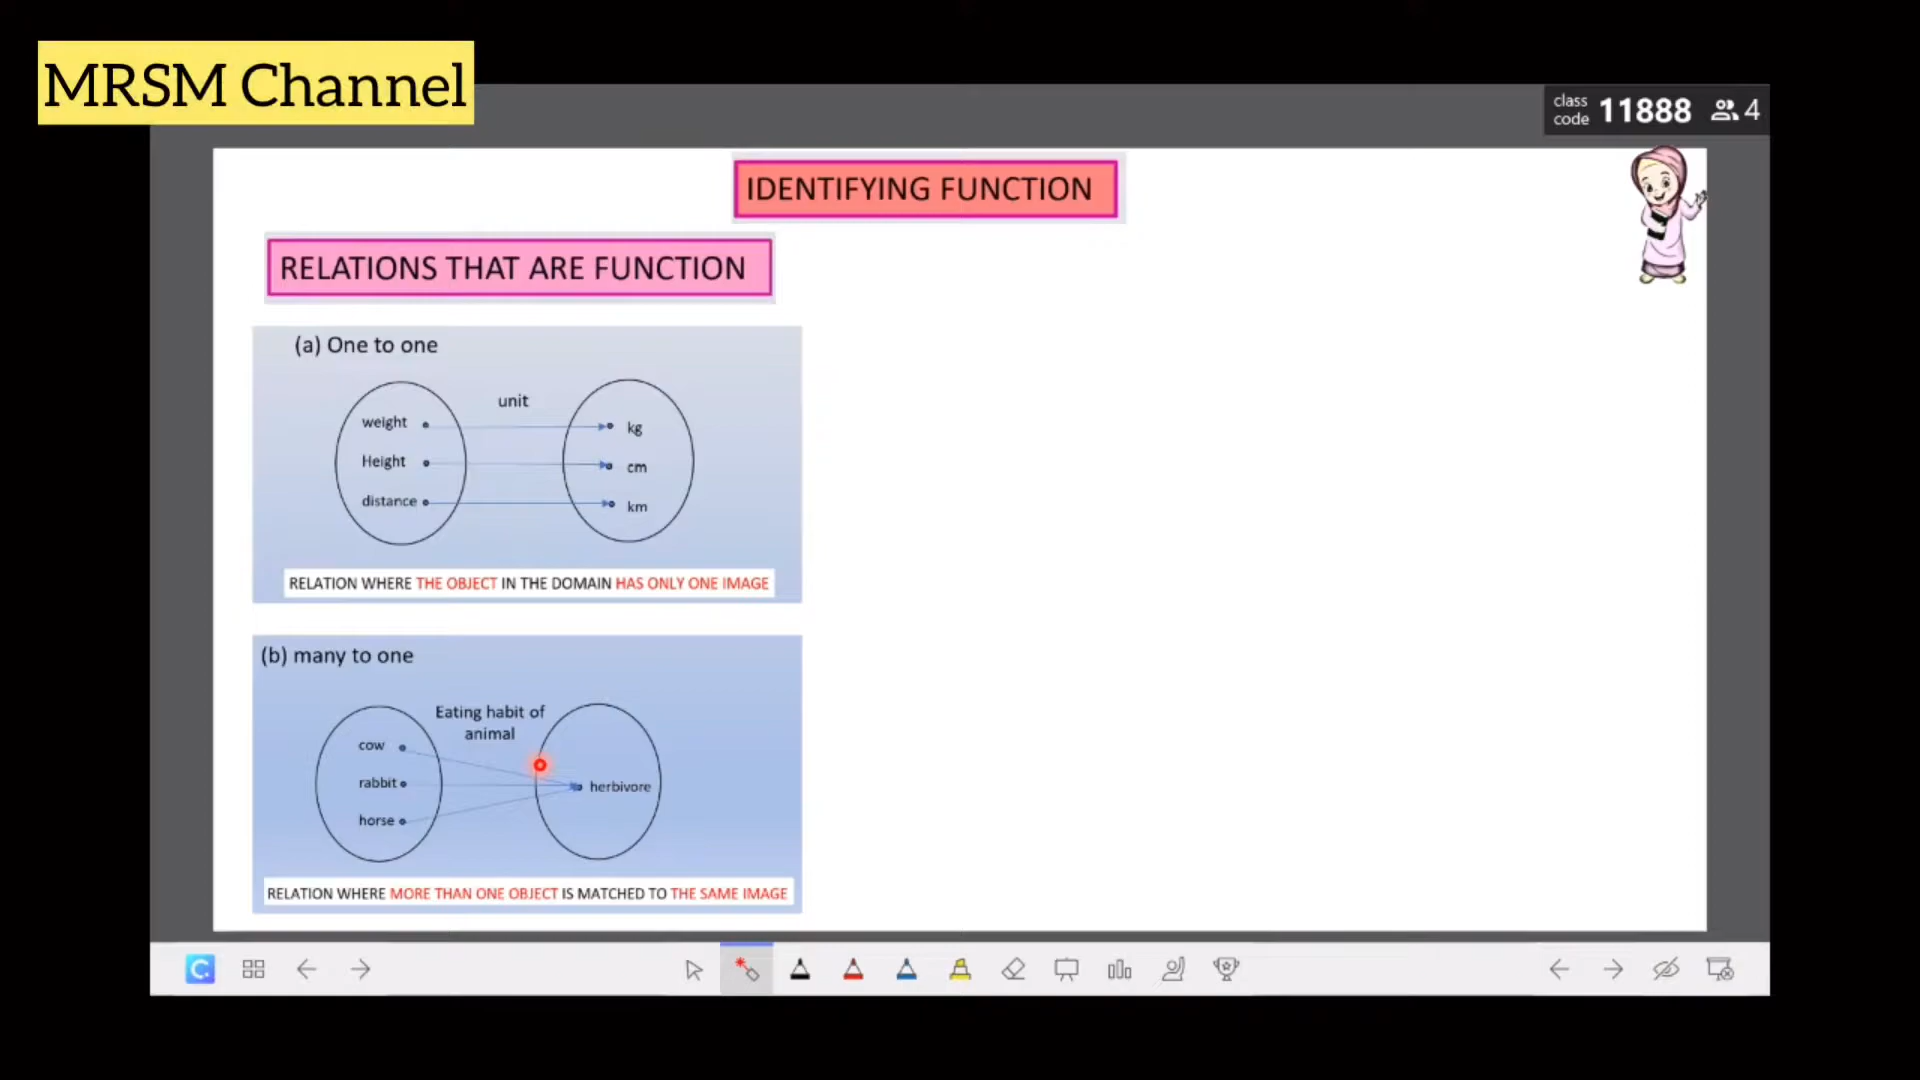 MRSM Channel
class code 11888 4
IDENTIFYING FUNCTION
RELATIONS THAT ARE FUNCTION
(a) One to one
unit
weight kg
Height cm
distance km
RELATION WHERE THE OBJECT IN THE DOMAIN HAS ONLY ONE IMAGE
(b) many to one
Eating habit of
animal
cow
rabbit herbivore
horse
RELATION WHERE MORE THAN ONE OBJECT IS MATCHED TO THE SAME IMAGE